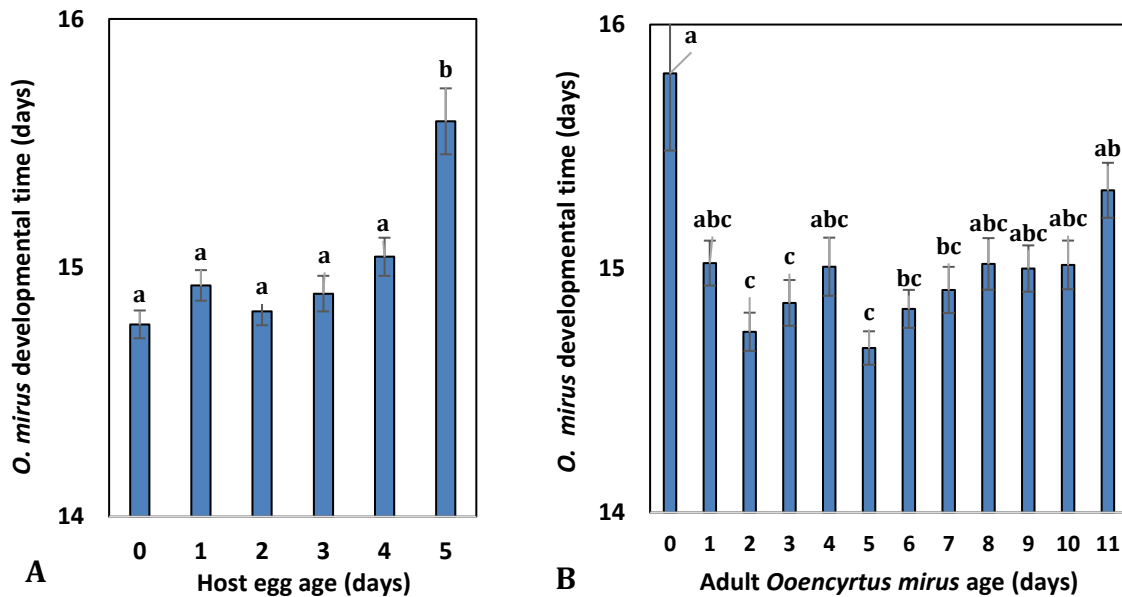 16
15
14
O. mirus developmental time (days)
a
a
a
a
a
b
0 1 2 3 4 5
Host egg age (days)
A
16
15
14
O. mirus developmental time (days)
a
abc
c
c
abc
c
bc
bc
abc
abc
abc
ab
0 1 2 3 4 5 6 7 8 9 10 11
Adult Ooencyrtus mirus age (days)
B